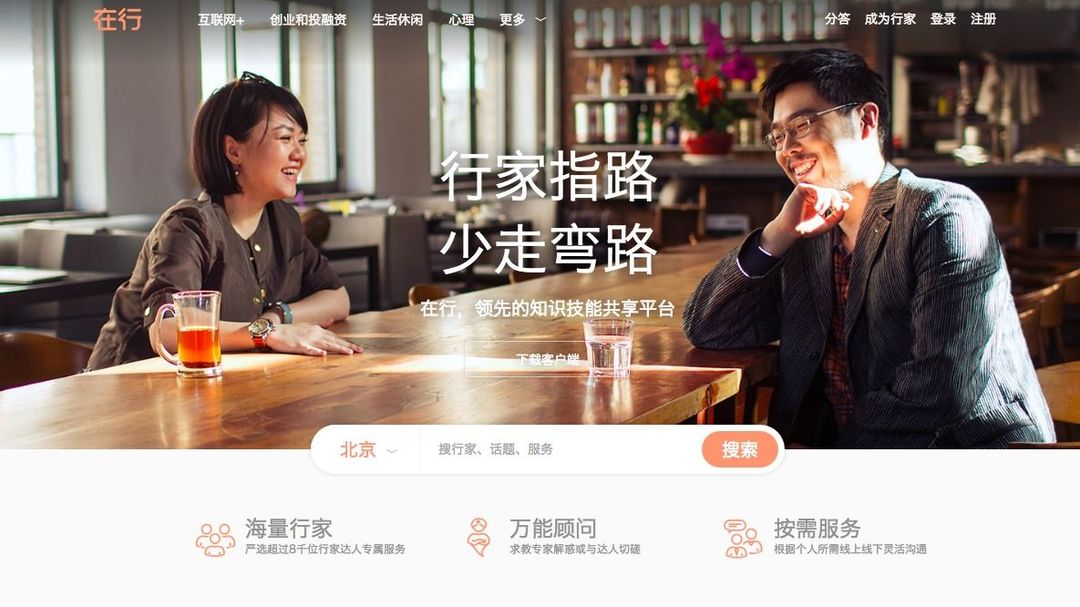 在行
互联网+ 创业和投融资 生活休闲 心理 更多
分答 成为行家 登录 注册
行家指路
少走弯路
在行，领先的知识技能共享平台
下载客户端
北京 搜行家、话题、服务 搜索
海量行家
严选超过8千位行家达人专属服务
万能顾问
求教专家解惑或与达人切磋
按需服务
根据个人所需线上线下灵活沟通